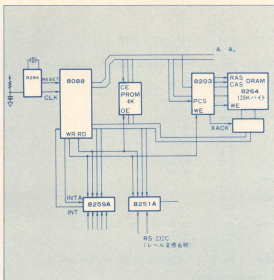 A₁ A₀
8284
RESET
CLK
8088
WR RD
CE
PROM
4K
OE
8203
PCS
WE
RAS DRAM
CAS 8264
(128Kバイト)
WE
XACK
INTA
INT
8259A
8251A
RS-232C
(レベル変換省略)